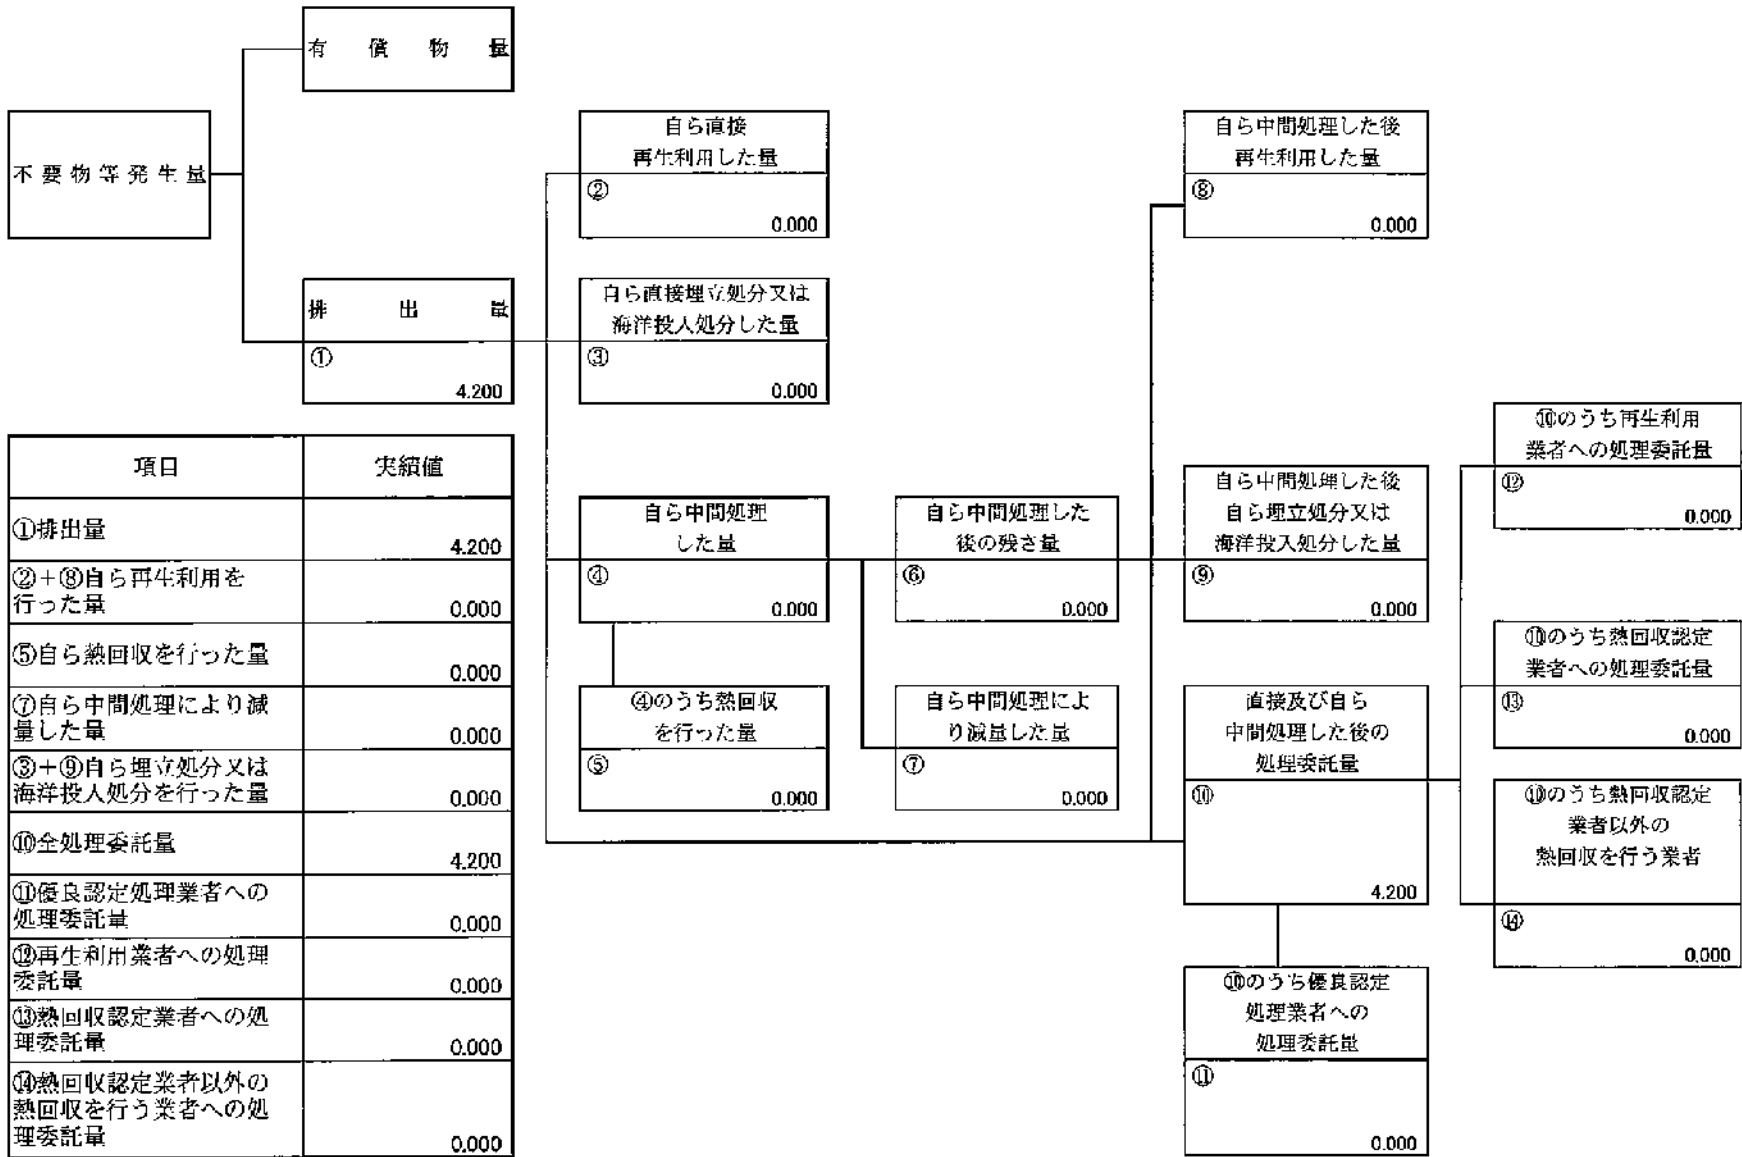 有償物量
不要物等発生量
排出量
①
4.200
自ら直接
再生利用した量
②
0.000
自ら直接埋立処分又は
海洋投入処分した量
③
0.000
自ら中間処理した後
再生利用した量
⑧
0.000
自ら中間処理
した量
④
0.000
④のうち熱回収
を行った量
⑤
0.000
自ら中間処理した
後の残さ量
⑥
0.000
自ら中間処理によ
り減量した量
⑦
0.000
自ら中間処理した後
自ら埋立処分又は
海洋投入処分した量
⑨
0.000
直接及び自ら
中間処理した後の
処理委託量
⑩
4.200
⑩のうち優良認定
処理業者への
処理委託量
⑪
0.000
⑩のうち再生利用
業者への処理委託量
⑫
0.000
⑩のうち熱回収認定
業者への処理委託量
⑬
0.000
⑩のうち熱回収認定
業者以外の
熱回収を行う業者
⑭
0.000
項目 実績値
①排出量
4.200
②+⑧自ら再生利用を
行った量
0.000
⑤自ら熱回収を行った量
0.000
⑦自ら中間処理により減
量した量
0.000
③+⑨自ら埋立処分又は
海洋投入処分を行った量
0.000
⑩全処理委託量
4.200
⑪優良認定処理業者への
処理委託量
0.000
⑫再生利用業者への処理
委託量
0.000
⑬熱回収認定業者への処
理委託量
0.000
⑭熱回収認定業者以外の
熱回収を行う業者への処
理委託量
0.000